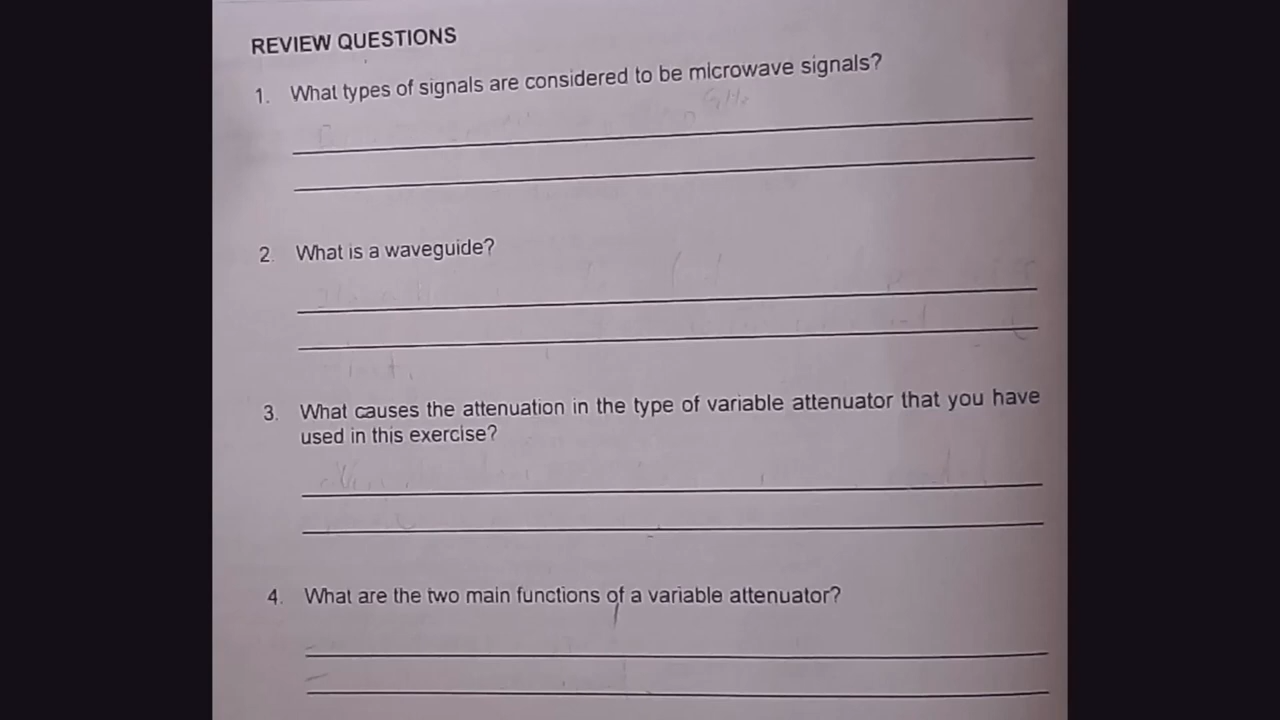 REVIEW QUESTIONS
1. What types of signals are considered to be microwave signals?
GHz
2. What is a waveguide?
3. What causes the attenuation in the type of variable attenuator that you have
used in this exercise?
4. What are the two main functions of a variable attenuator?